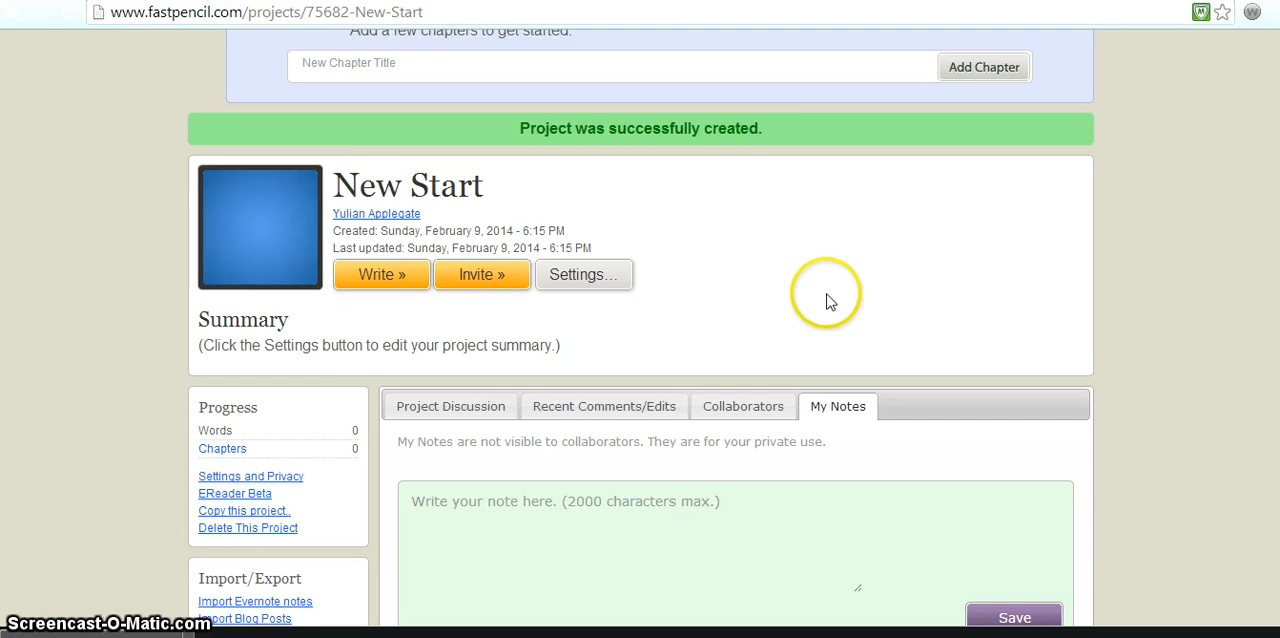 www.fastpencil.com/projects/75682-New-Start
Add a few chapters to get started.
New Chapter Title
Add Chapter
Project was successfully created.
New Start
Yulian Applegate
Created: Sunday, February 9, 2014 - 6:15 PM
Last updated: Sunday, February 9, 2014 - 6:15 PM
Write » Invite » Settings...
Summary
(Click the Settings button to edit your project summary.)
Progress
Words 0
Chapters 0
Settings and Privacy
EReader Beta
Copy this project..
Delete This Project
Import/Export
Import Evernote notes
Import Blog Posts
Project Discussion Recent Comments/Edits Collaborators My Notes
My Notes are not visible to collaborators. They are for your private use.
Write your note here. (2000 characters max.)
Save
Screencast-O-Matic.com